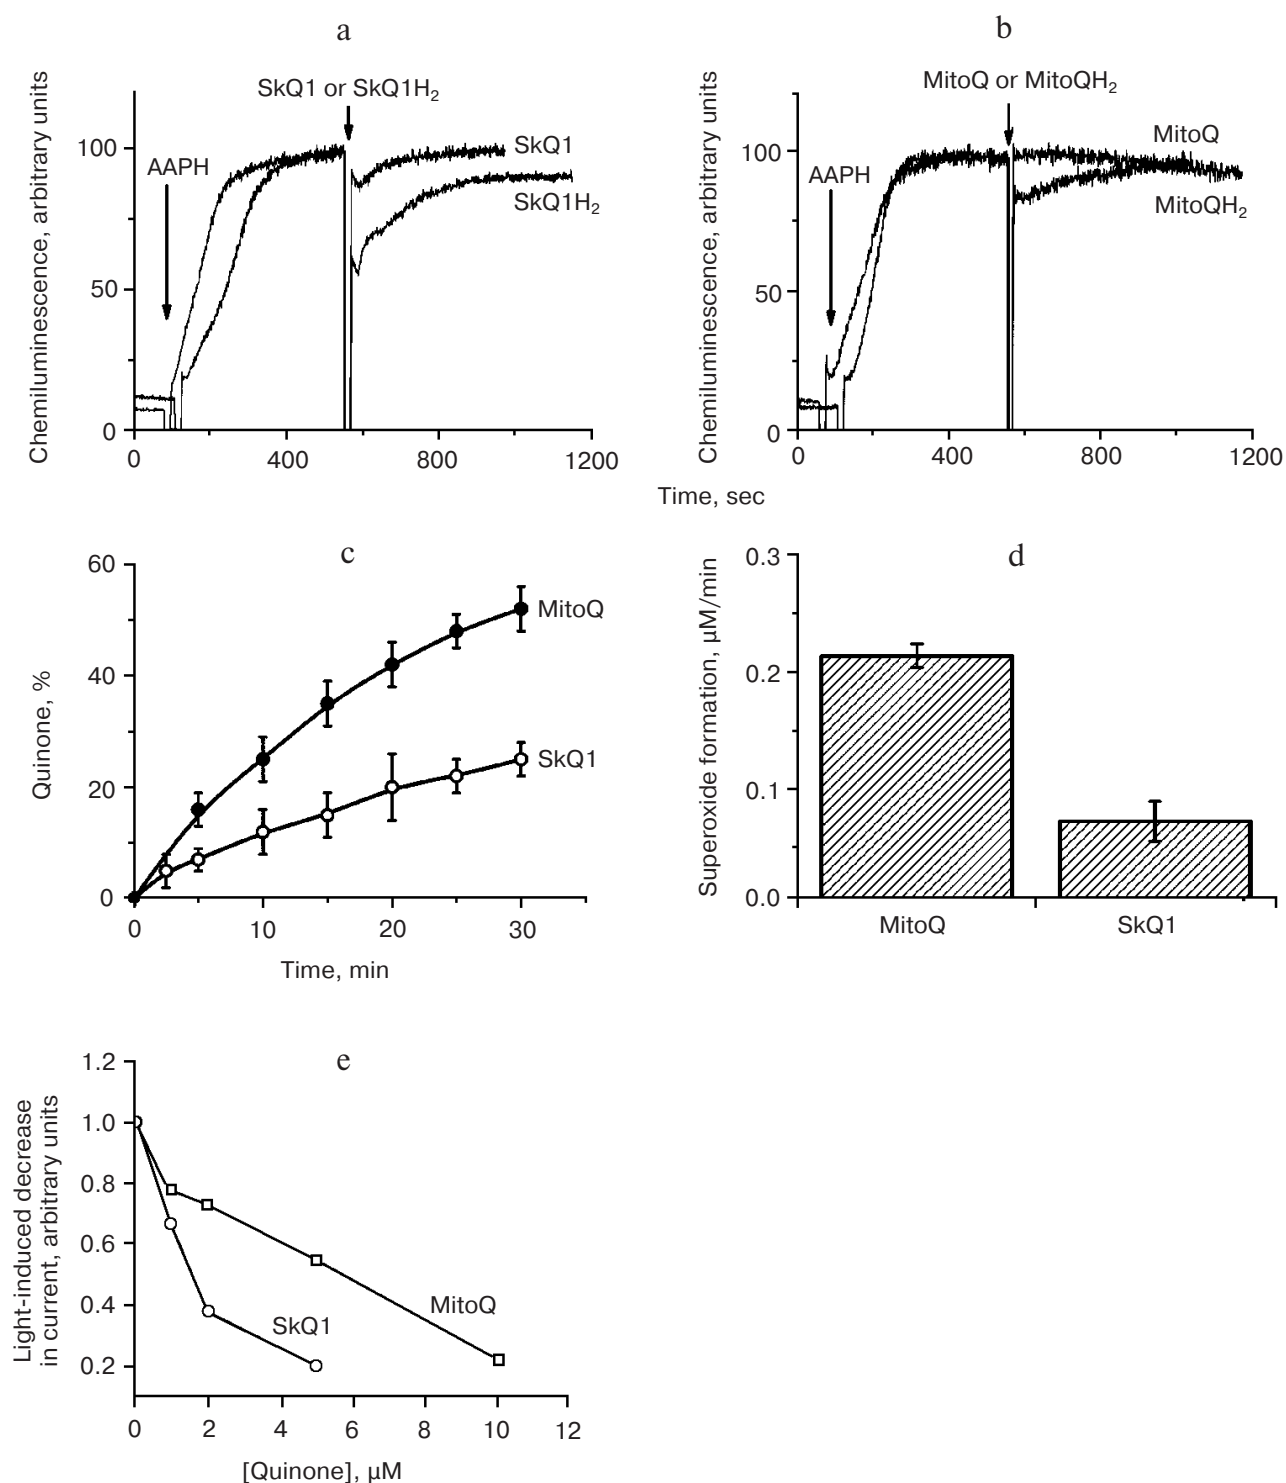 a
Chemiluminescence, arbitrary units
SkQ1 or SkQ1H₂
AAPH
SkQ1
SkQ1H₂
100
50
0
0
400
800
1200
b
Chemiluminescence, arbitrary units
MitoQ or MitoQH₂
AAPH
MitoQ
MitoQH₂
100
50
0
0
400
800
1200
Time, sec
c
Quinone, %
60
40
20
0
MitoQ
SkQ1
0
10
20
30
Time, min
d
Superoxide formation, μM/min
0.3
0.2
0.1
0.0
MitoQ
SkQ1
e
Light-induced decrease
in current, arbitrary units
1.2
1.0
0.8
0.6
0.4
0.2
MitoQ
SkQ1
0
2
4
6
8
10
12
[Quinone], μM